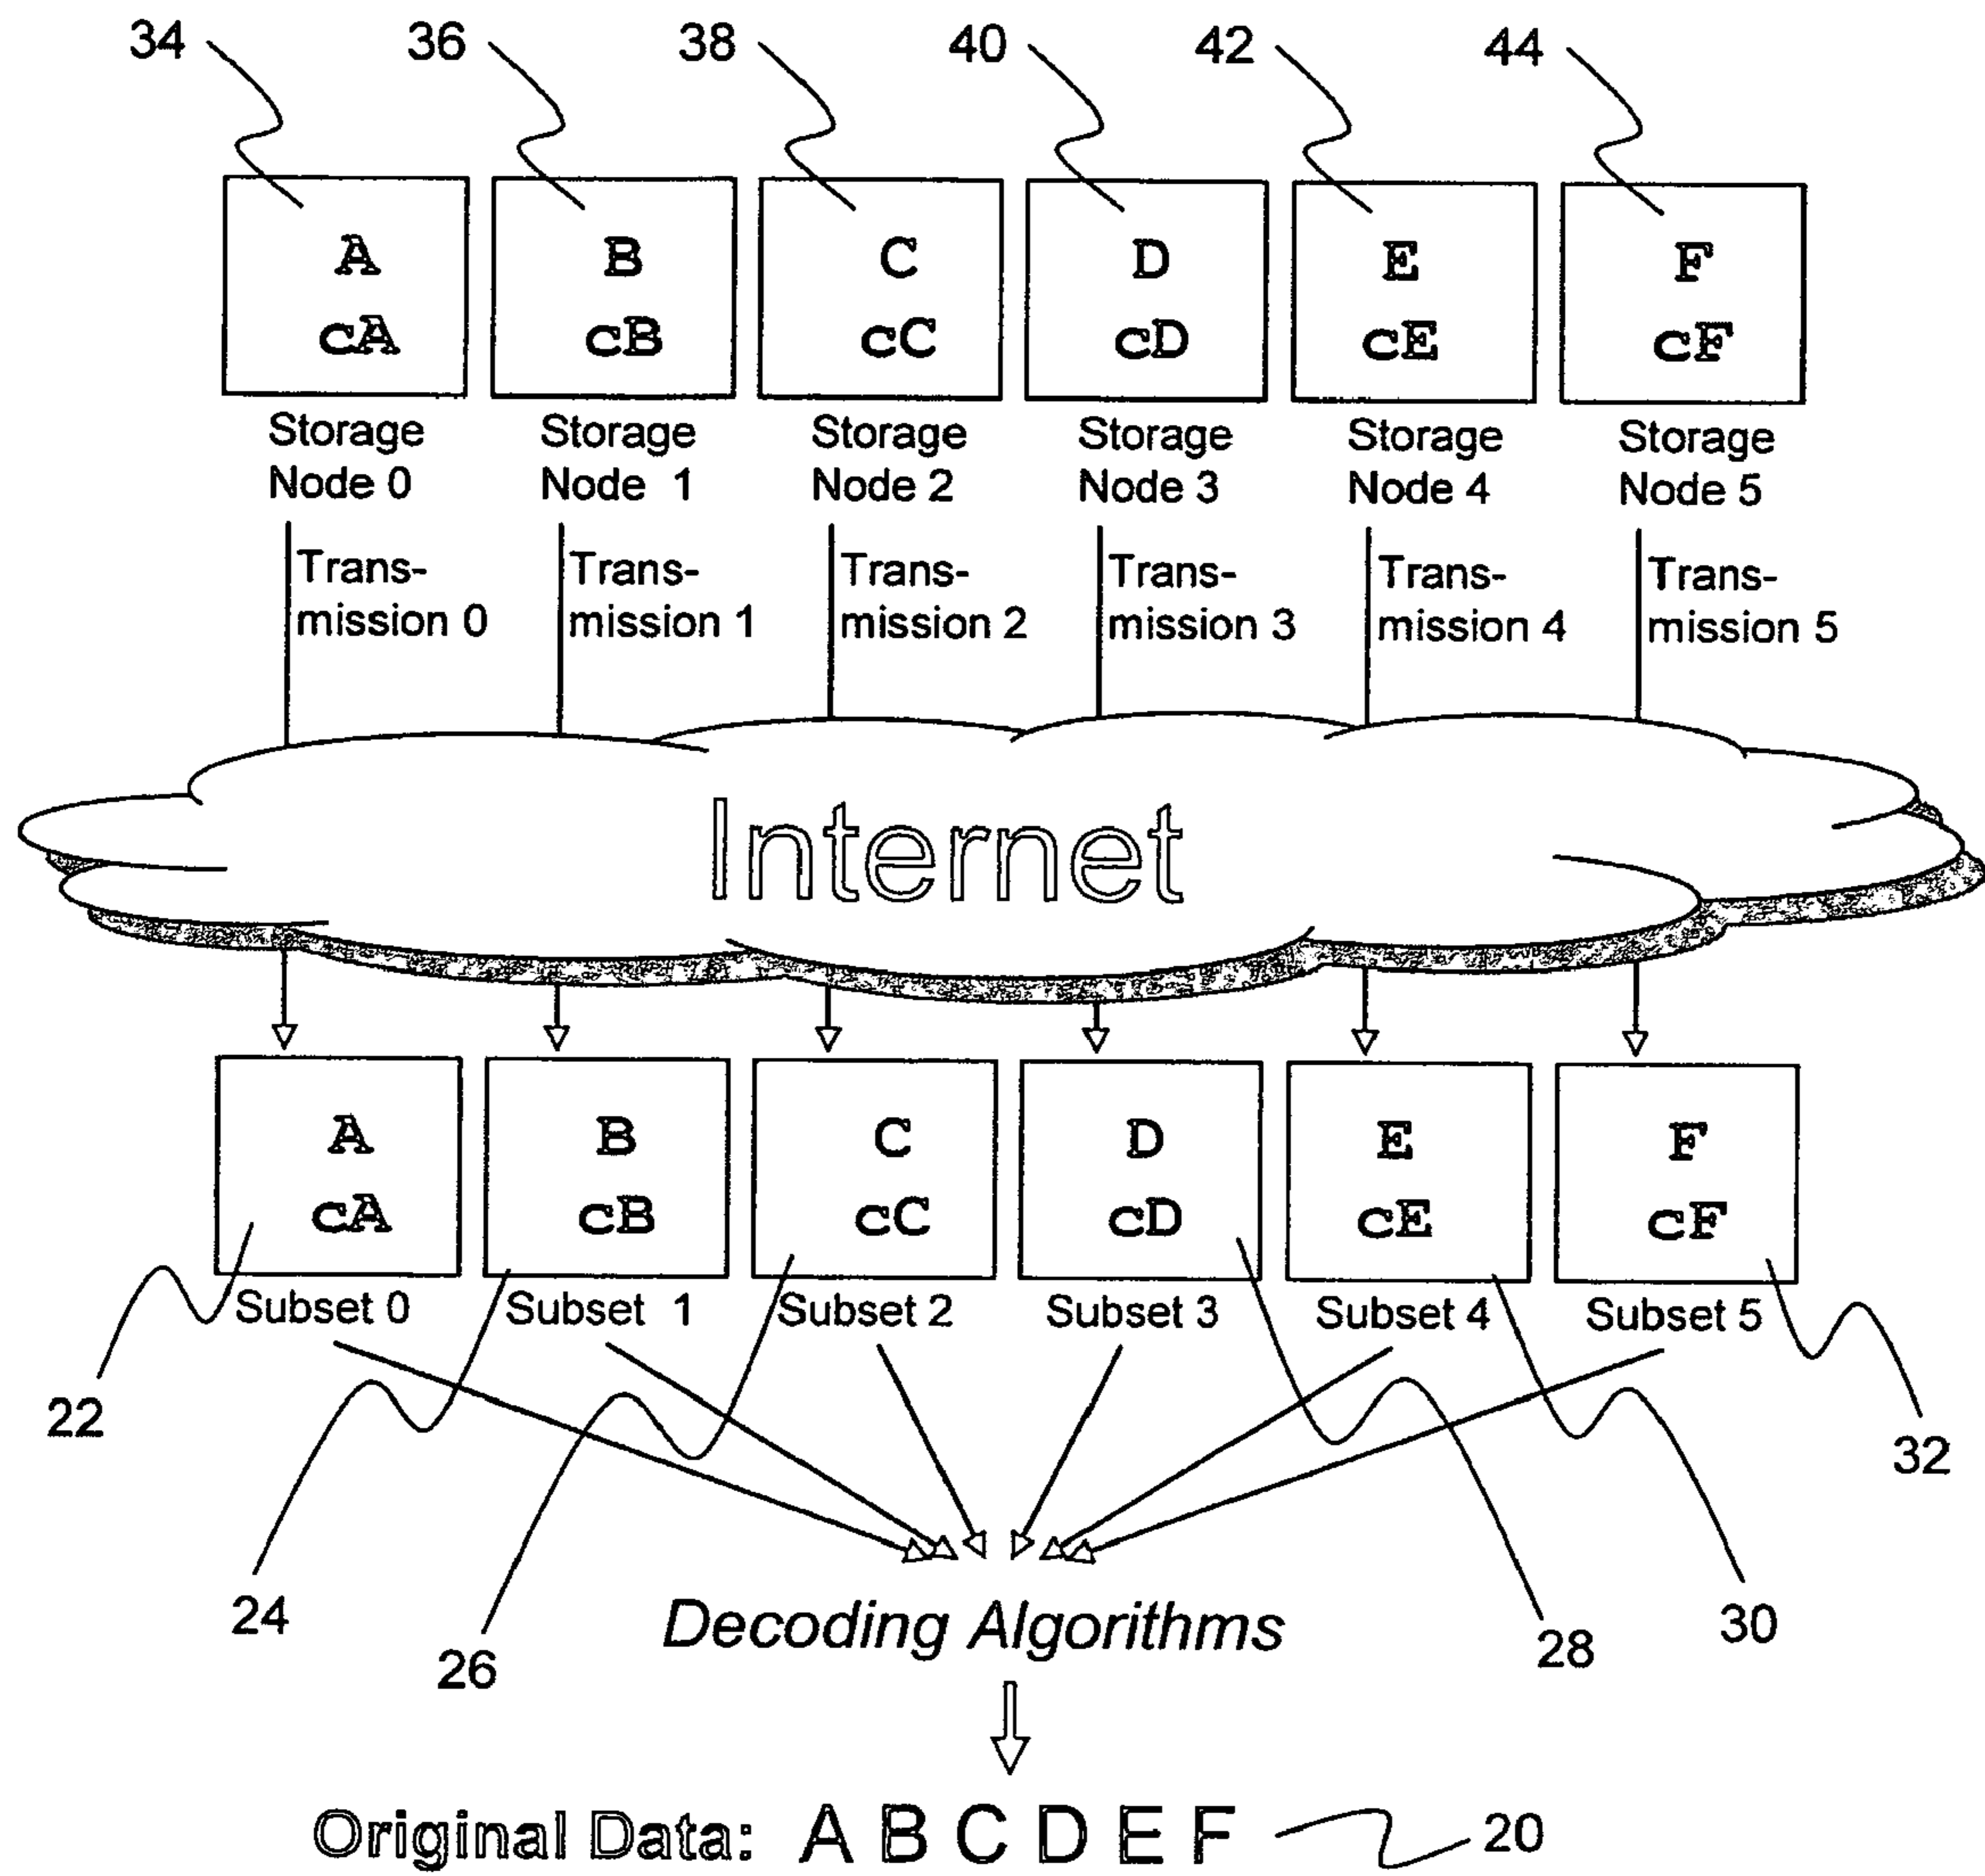 34 36 38 40 42 44
A B C D E F
cA cB cC cD cE cF
Storage Storage Storage Storage Storage Storage
Node 0 Node 1 Node 2 Node 3 Node 4 Node 5
Trans- Trans- Trans- Trans- Trans- Trans-
mission 0 mission 1 mission 2 mission 3 mission 4 mission 5
Internet
A B C D E F
cA cB cC cD cE cF
Subset 0 Subset 1 Subset 2 Subset 3 Subset 4 Subset 5
22 32
24 26 28 30
Decoding Algorithms
Original Data: A B C D E F 20